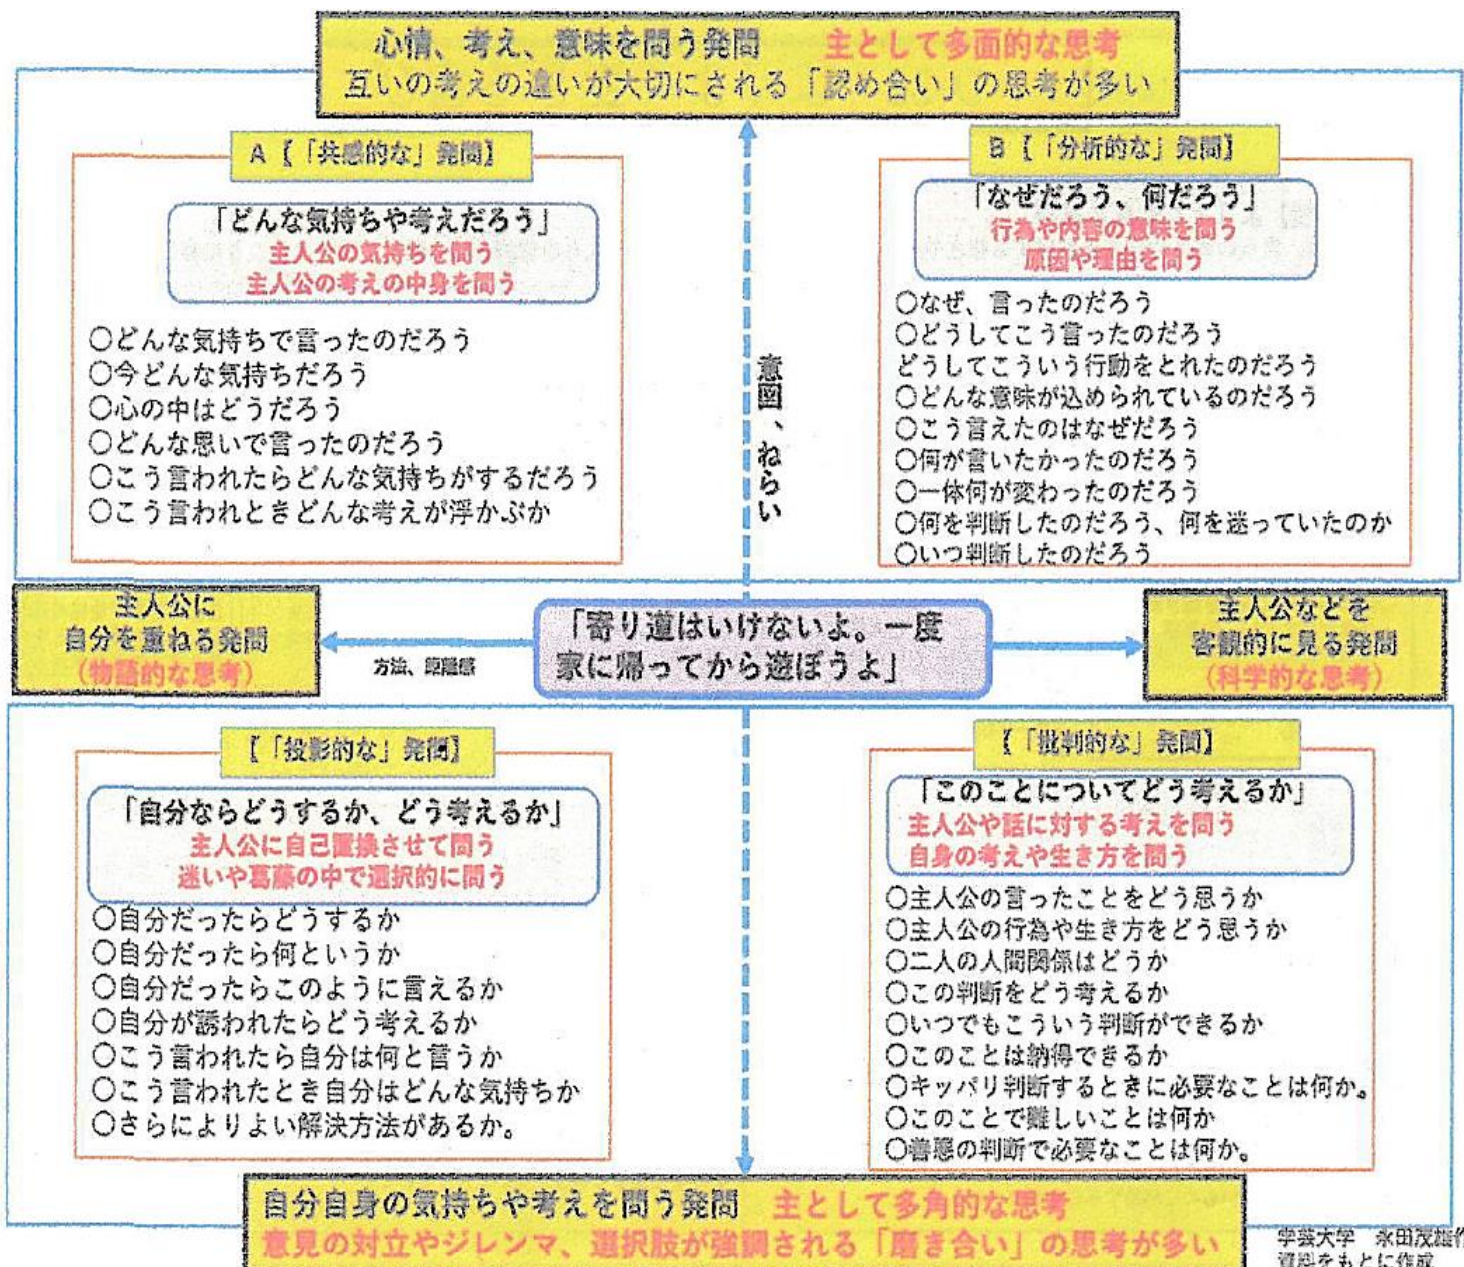 心情、考え、意味を問う発問　主として多面的な思考
互いの考えの違いが大切にされる「認め合い」の思考が多い
A【「共感的な」発問】
「どんな気持ちや考えだろう」
主人公の気持ちを問う
主人公の考えの中身を問う
〇どんな気持ちで言ったのだろう
〇今どんな気持ちだろう
〇心の中はどうだろう
〇どんな思いで言ったのだろう
〇こう言われたらどんな気持ちがするだろう
〇こう言われときどんな考えが浮かぶか
B【「分析的な」発問】
「なぜだろう、何だろう」
行為や内容の意味を問う
原因や理由を問う
〇なぜ、言ったのだろう
〇どうしてこう言ったのだろう
どうしてこういう行動をとれたのだろう
〇どんな意味が込められているのだろう
〇こう言えたのはなぜだろう
〇何が言いたかったのだろう
〇一体何が変わったのだろう
〇何を判断したのだろう、何を迷っていたのか
〇いつ判断したのだろう
意図、ねらい
主人公に
自分を重ねる発問
(物語的な思考)
方法、距離感
「寄り道はいけないよ。一度
家に帰ってから遊ぼうよ」
主人公などを
客観的に見る発問
(科学的な思考)
【「投影的な」発問】
「自分ならどうするか、どう考えるか」
主人公に自己置換させて問う
迷いや葛藤の中で選択的に問う
〇自分だったらどうするか
〇自分だったら何というか
〇自分だったらこのように言えるか
〇自分が誘われたらどう考えるか
〇こう言われたら自分は何と言うか
〇こう言われたとき自分はどんな気持ちか
〇さらによりよい解決方法があるか。
【「批判的な」発問】
「このことについてどう考えるか」
主人公や話に対する考えを問う
自身の考えや生き方を問う
〇主人公の言ったことをどう思うか
〇主人公の行為や生き方をどう思うか
〇二人の人間関係はどうか
〇この判断をどう考えるか
〇いつでもこういう判断ができるか
〇このことは納得できるか
〇キッパリ判断するときに必要なことは何か。
〇このことで難しいことは何か
〇善悪の判断で必要なことは何か。
自分自身の気持ちや考えを問う発問　主として多角的な思考
意見の対立やジレンマ、選択肢が強調される「磨き合い」の思考が多い
学芸大学　永田茂雄作
資料をもとに作成